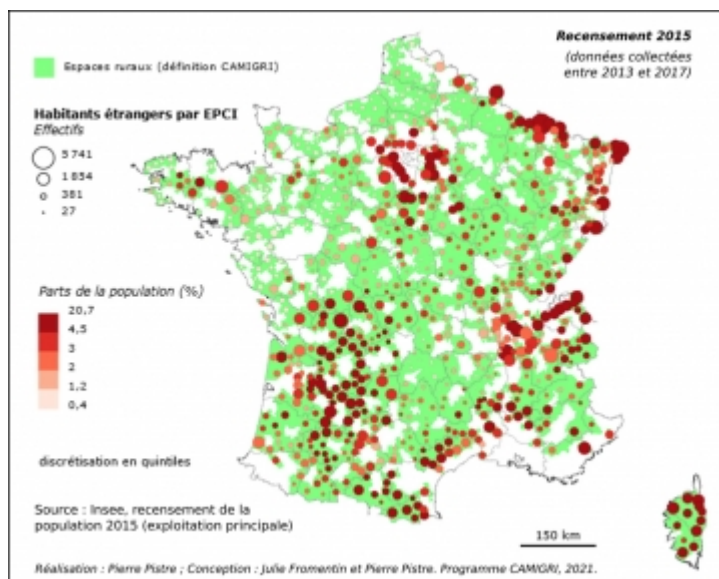 Recensement 2015
(données collectées
entre 2013 et 2017)
Espaces ruraux (définition CAMIGRI)
Habitants étrangers par EPCI
Effectifs
5 741
1 854
381
27
Parts de la population (%)
20,7
4,5
3
2
1,2
0,4
discrétisation en quintiles
Source : Insee, recensement de la
population 2015 (exploitation principale)
150 km
Réalisation : Pierre Pistre ; Conception : Julie Fromentin et Pierre Pistre. Programme CAMIGRI, 2021.